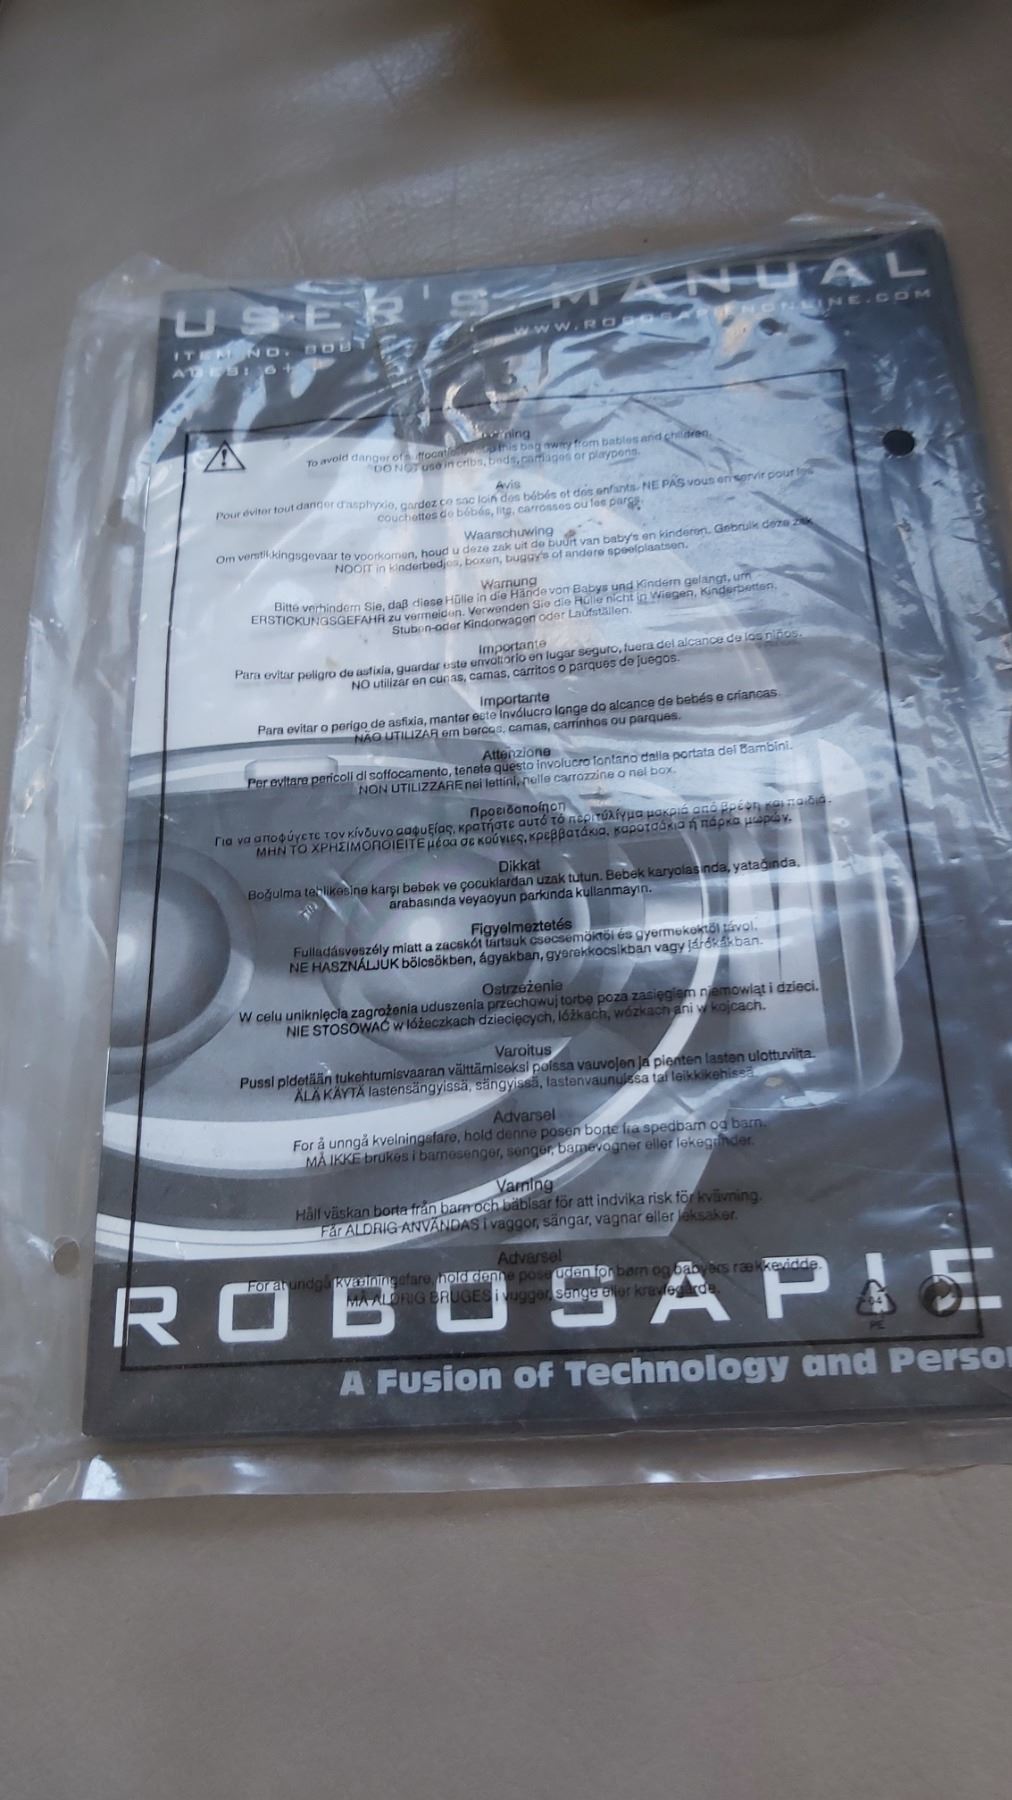 USER'S MANUAL
WWW.ROBOSAPIENONLINE.COM
ITEM NO.
AGES: 6+
To avoid danger of this bag away from babies and children.
DO NOT use in cribs, beds, carriages or playpens.
Avis
Pour éviter tout danger d'asphyxie, gardez ce sac loin des bébés et des enfants. NE PAS vous en servir pour les
couchettes de bébés, lits, carrosses ou les parcs.
Waarschuwing
Om verstikkingsgevaar te voorkomen, houd u deze zak uit de buurt van baby's en kinderen. Gebruik deze zak
NOOIT in kinderbedjes, boxen, buggy's of andere speelplaatsen.
Warnung
Bitte verhindern Sie, daß diese Hülle in die Hände von Babys und Kindern gelangt, um
ERSTICKUNGSGEFAHR zu vermeiden. Verwenden Sie die Hülle nicht in Wiegen, Kinderbetten,
Stuben-oder Kinderwagen oder Laufställen.
Importante
Para evitar peligro de asfixia, guardar este envoltorio en lugar seguro, fuera del alcance de los niños.
NO utilizar en cunas, camas, carritos o parques de juegos.
Importante
Para evitar o perigo de asfixia, manter este invólucro longe do alcance de bebés e criancas.
NÃO UTILIZAR em bercos, camas, carrinhos ou parques.
Attenzione
Per evitare pericoli di soffocamento, tenete questo involucro lontano dalla portata dei Bambini.
NON UTILIZZARE nei lettini, nelle carrozzine o nei box.
Προειδοποίηση
Για να αποφύγετε τον κίνδυνο ασφυξίας, κρατήστε αυτό τό περιτύλιγμα μακριά από βρέφη και παιδιά.
ΜΗΝ ΤΟ ΧΡΗΣΙΜΟΠΟΙΕΙΤΕ μέσα σε κούνιες, κρεββατάκια, καροτσάκια ή πάρκα μωρών.
Dikkat
Boğulma tehlikesine karşı bebek ve çocuklardan uzak tutun. Bebek karyolasında, yatağında,
arabasında veyaoyun parkında kullanmayın.
Figyelmeztetés
Fulladásveszély miatt a zacskót tartsuk csecsemöktöl és gyermekektöl távol.
NE HASZNÁLJUK bölcsökben, ágyakban, gyerekkocsikban vagy járókákban.
Ostrzeżenie
W celu uniknięcia zagrożenia uduszenia przechowuj torbę poza zasięgiem niemowląt i dzieci.
NIE STOSOWAĆ w łóżeczkach dziecięcych, łóżkach, wózkach ani w kojcach.
Varoitus
Pussi pidetään tukehtumisvaaran välttämiseksi poissa vauvojen ja pienten lasten ulottuvilta.
ÄLÄ KÄYTÄ lastensängyissä, sängyissä, lastenvaunuissa tai leikkikehissä.
Advarsel
For å unngå kvelningsfare, hold denne posen borte fra spedbarn og barn.
MÅ IKKE brukes i barnesenger, senger, barnevogner eller lekegrinder.
Varning
Håll väskan borta från barn och bäbisar för att indvika risk för kvävning.
Får ALDRIG ANVÄNDAS i vaggor, sängar, vagnar eller leksaker.
Advarsel
For at undgå kvælningsfare, hold denne pose uden for børn og babyers rækkevidde.
MÅ ALDRIG BRUGES i vugger, senge eller kravlegårde.
04
PE
ROBOSAPIE
A Fusion of Technology and Perso